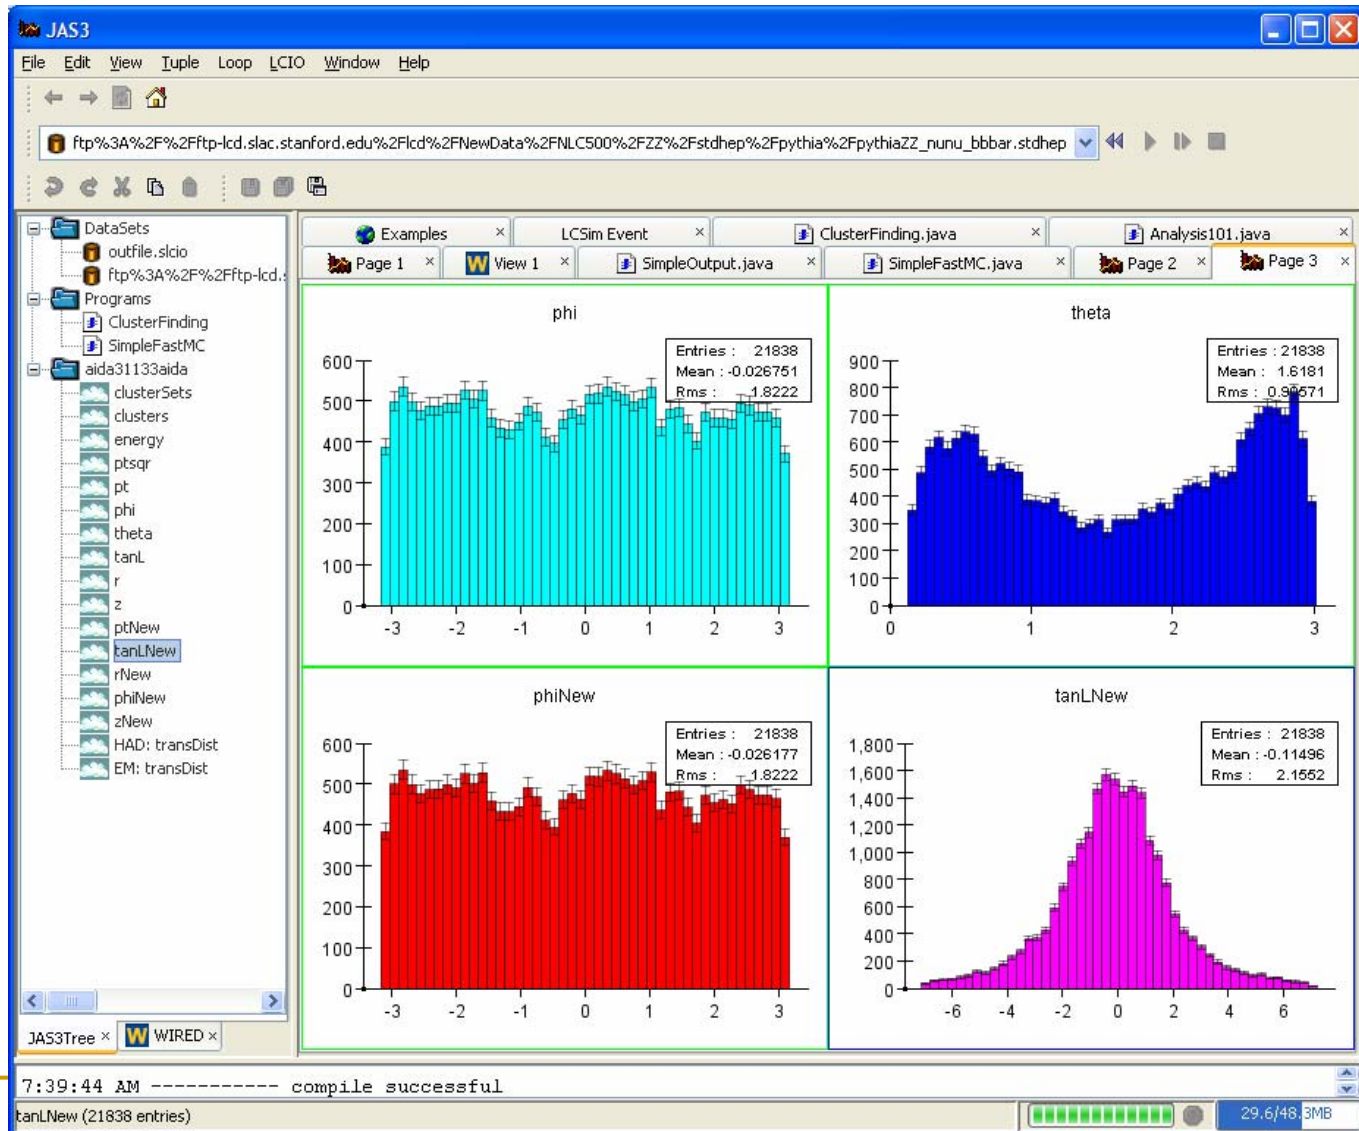 JAS3
File Edit View Tuple Loop LCIO Window Help
ftp%3A%2F%2Fftp-lcd.slac.stanford.edu%2Flcd%2FNewData%2FNLC500%2FZZ%2Fstdhep%2Fpythia%2FpythiaZZ_nunu_bbbar.stdhep
DataSets
outfile.slcio
ftp%3A%2F%2Fftp-lcd.
Programs
ClusterFinding
SimpleFastMC
aida31133aida
clusterSets
clusters
energy
ptsqr
pt
phi
theta
tanL
r
z
ptNew
tanLNew
rNew
phiNew
zNew
HAD: transDist
EM: transDist
JAS3Tree × W WIRED ×
Examples × LCSim Event × ClusterFinding.java × Analysis101.java ×
Page 1 × W View 1 × SimpleOutput.java × SimpleFastMC.java × Page 2 × Page 3 ×
phi
Entries : 21838
Mean : -0.026751
Rms : 1.8222
600
500
400
300
200
100
0
-3 -2 -1 0 1 2 3
theta
Entries : 21838
Mean : 1.6181
Rms : 0.90571
900
800
700
600
500
400
300
200
100
0
0 1 2 3
phiNew
Entries : 21838
Mean : -0.026177
Rms : 1.8222
600
500
400
300
200
100
0
-3 -2 -1 0 1 2 3
tanLNew
Entries : 21838
Mean : -0.11496
Rms : 2.1552
1,800
1,600
1,400
1,200
1,000
800
600
400
200
0
-6 -4 -2 0 2 4 6
7:39:44 AM ----------- compile successful
tanLNew (21838 entries)
29.6/48.3MB